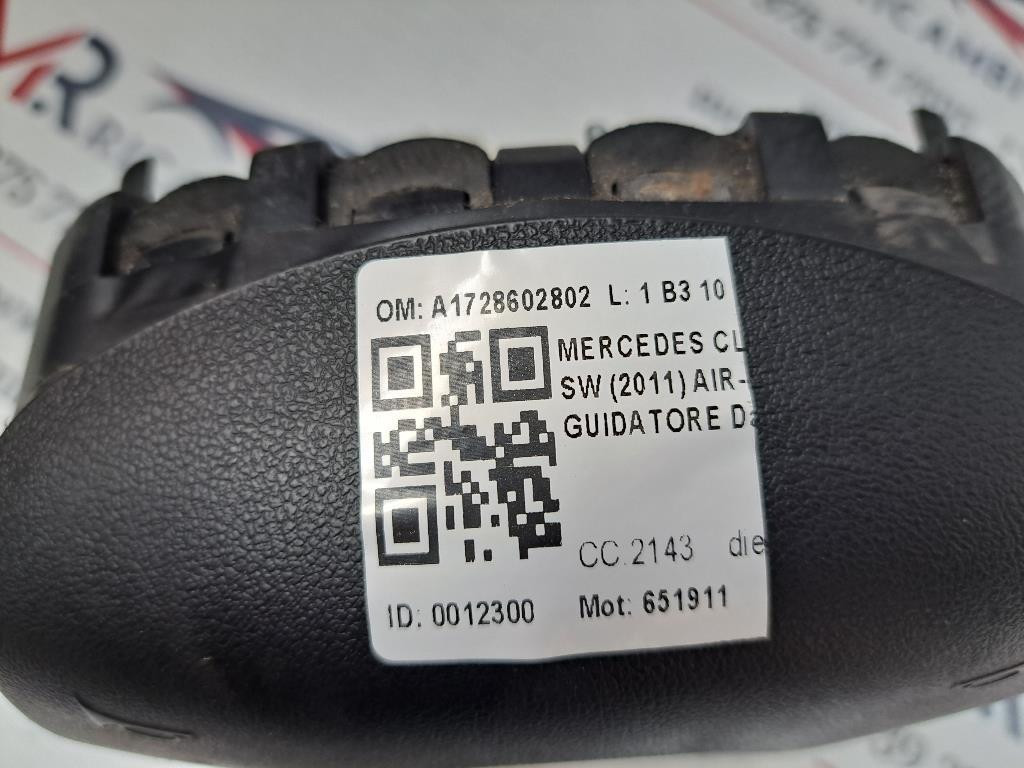 OM: A1728602802 L: 1 B3 10
MERCEDES CL
SW (2011) AIR-
GUIDATORE D
CC.2143 die
ID: 0012300 Mot: 651911